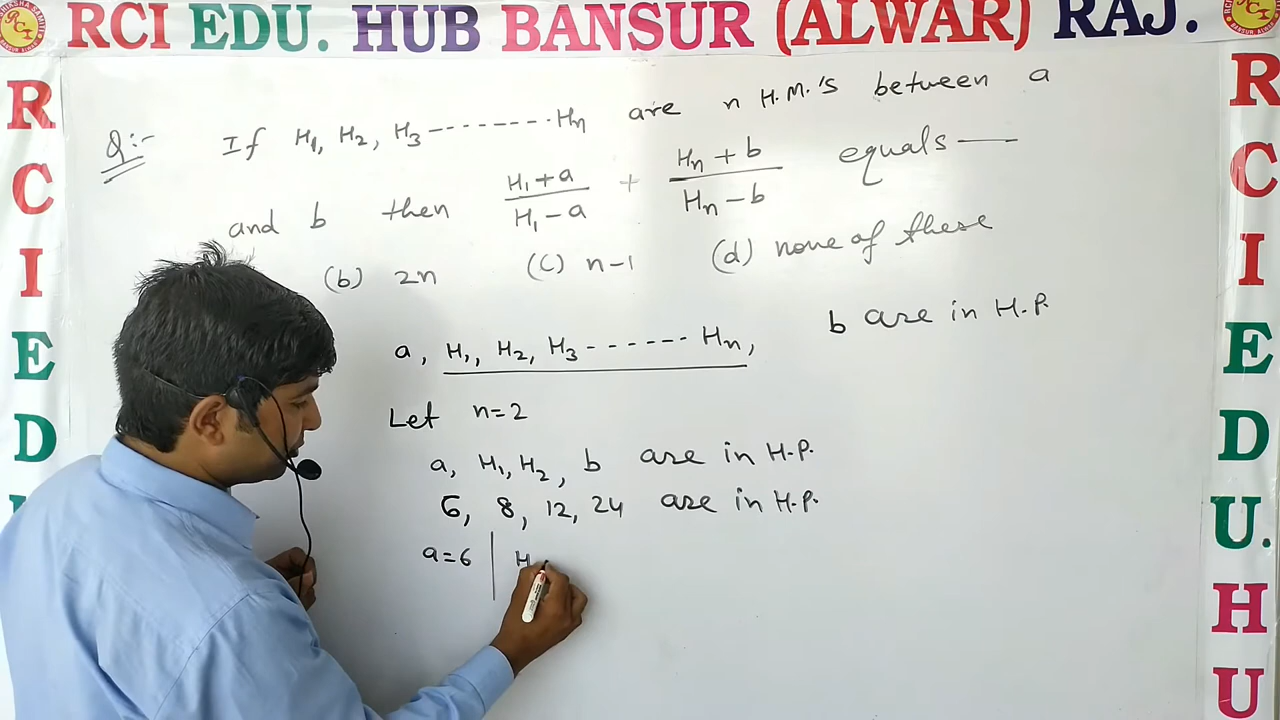 RCI EDU. HUB BANSUR (ALWAR) RAJ.
Q:- If H1, H2, H3 --------- Hn are n H.M.'s between a
and b then (H1 + a)/(H1 - a) + (Hn + b)/(Hn - b) equals ——
(b) 2n (C) n-1 (d) none of these
a, H1, H2, H3 ------ Hn, b are in H.P.
Let n=2
a, H1, H2, b are in H.P.
6, 8, 12, 24 are in H.P.
a=6 | H
R
C
I
E
D
R
C
I
E
D
U.
H
U